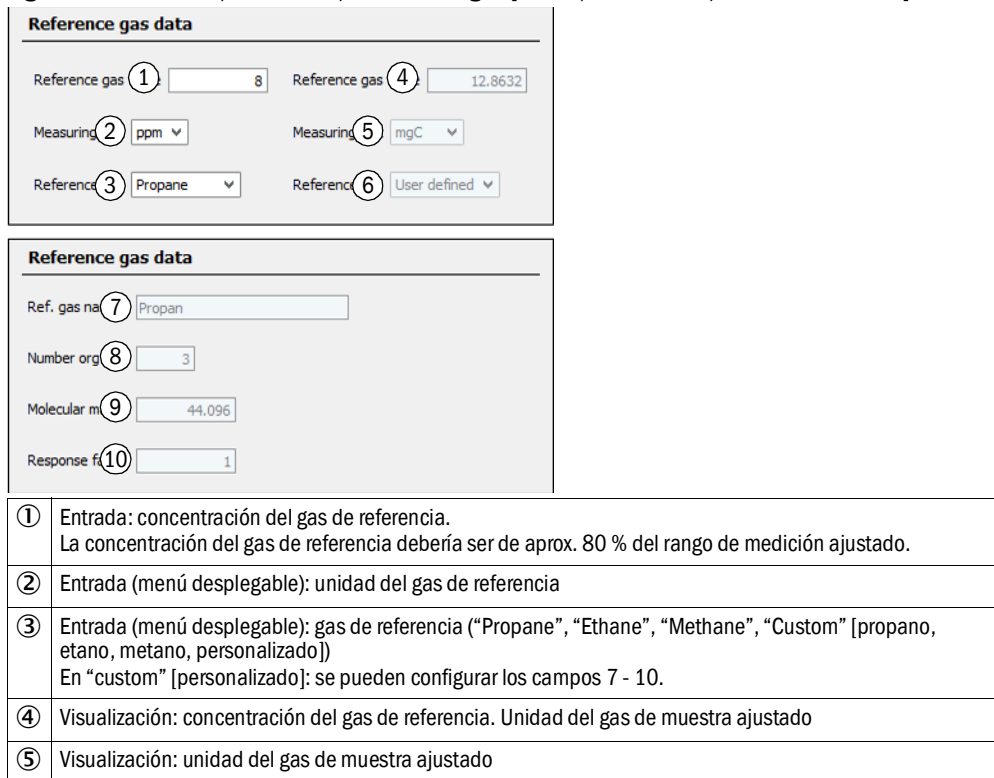 Reference gas data
Reference gas 1 8 Reference gas 4 12.8632
Measuring 2 ppm Measuring 5 mgC
Reference 3 Propane Reference 6 User defined
Reference gas data
Ref. gas na 7 Propan
Number org 8 3
Molecular m 9 44.096
Response fa 10 1
① Entrada: concentración del gas de referencia.
La concentración del gas de referencia debería ser de aprox. 80 % del rango de medición ajustado.
② Entrada (menú desplegable): unidad del gas de referencia
③ Entrada (menú desplegable): gas de referencia (“Propane”, “Ethane”, “Methane”, “Custom” [propano,
etano, metano, personalizado])
En “custom” [personalizado]: se pueden configurar los campos 7 - 10.
④ Visualización: concentración del gas de referencia. Unidad del gas de muestra ajustado
⑤ Visualización: unidad del gas de muestra ajustado